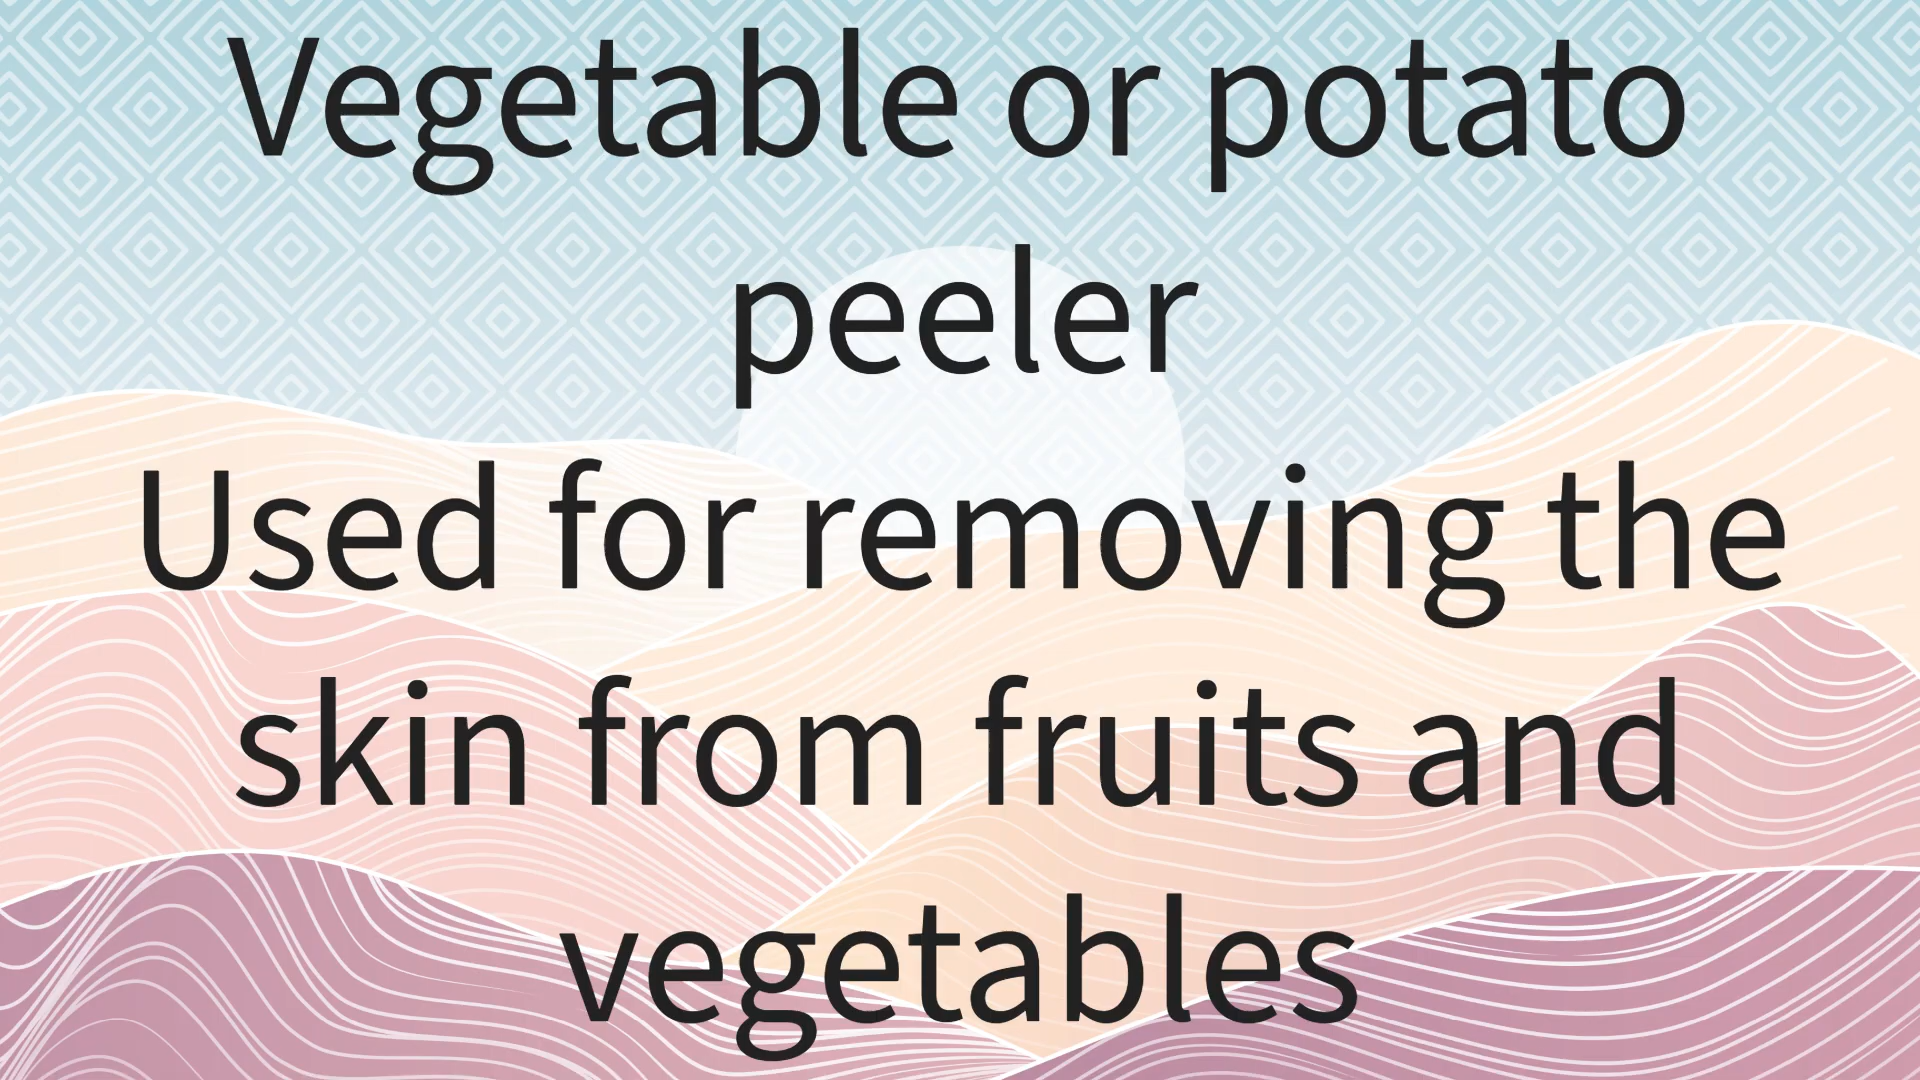 Vegetable or potato
peeler
Used for removing the
skin from fruits and
vegetables